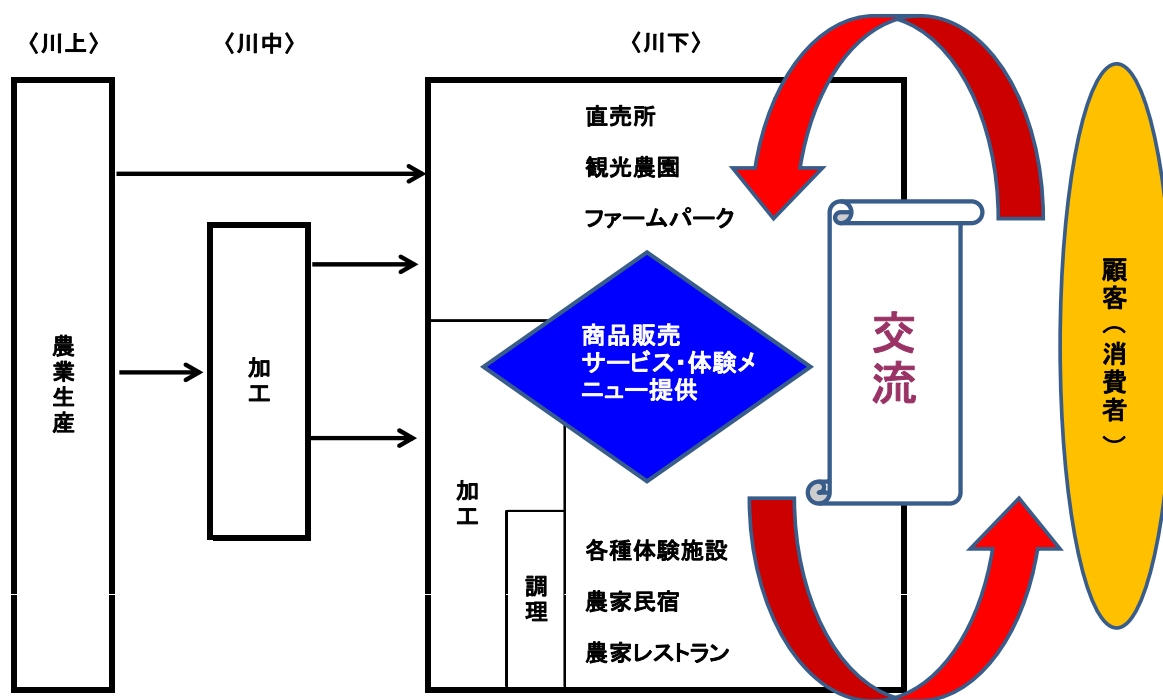 〈川上〉
〈川中〉
〈川下〉
農業生産
加工
直売所
観光農園
ファームパーク
商品販売
サービス・体験メ
ニュー提供
加工
調理
各種体験施設
農家民宿
農家レストラン
交流
顧客（消費者）